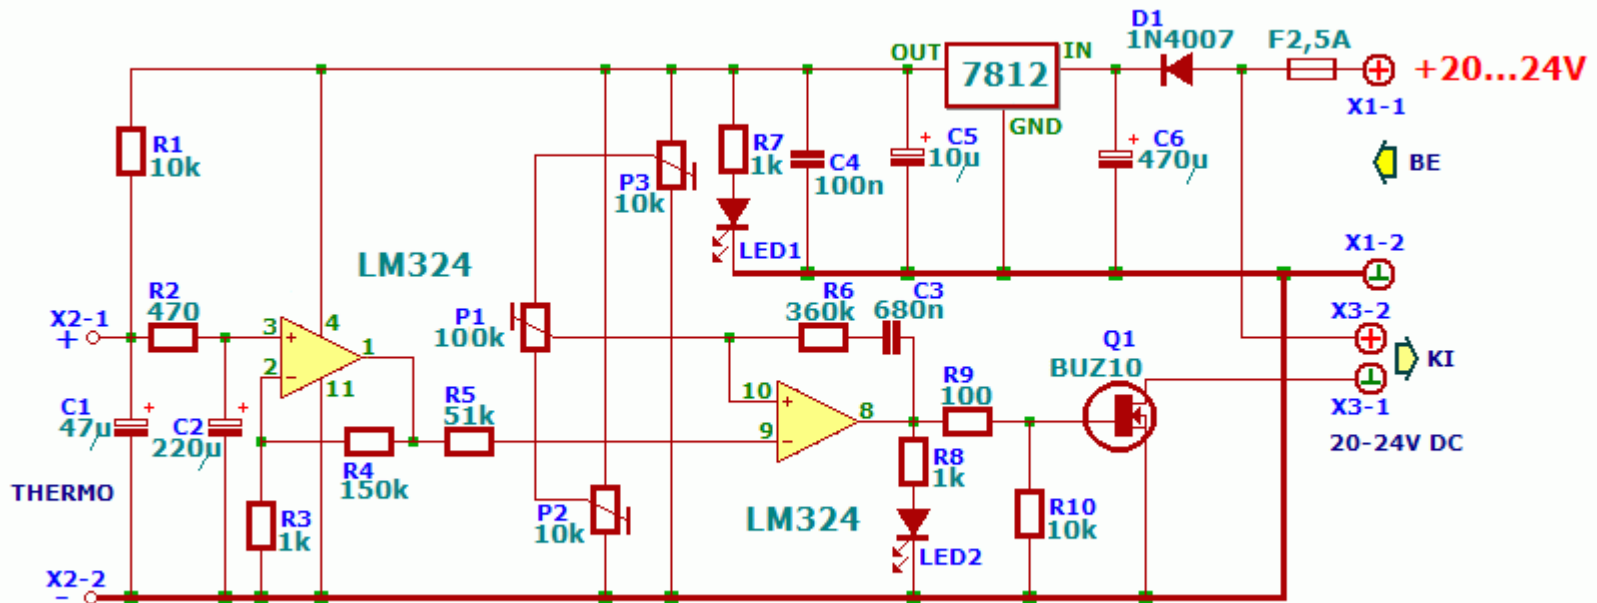 D1
1N4007
F2,5A
OUT
IN
7812
+20...24V
X1-1
GND
R1
10k
R7
1k
C4
100n
C5
+
10µ
C6
+
470µ
BE
P3
10k
LED1
X1-2
LM324
R2
470
X2-1
+
3
4
+
1
2
−
11
P1
100k
R6
360k
C3
680n
X3-2
KI
Q1
BUZ10
X3-1
20-24V DC
10
+
8
9
−
R9
100
R5
51k
C1
+
47µ
C2
+
220µ
R4
150k
R8
1k
THERMO
R3
1k
P2
10k
LM324
R10
10k
LED2
X2-2
-